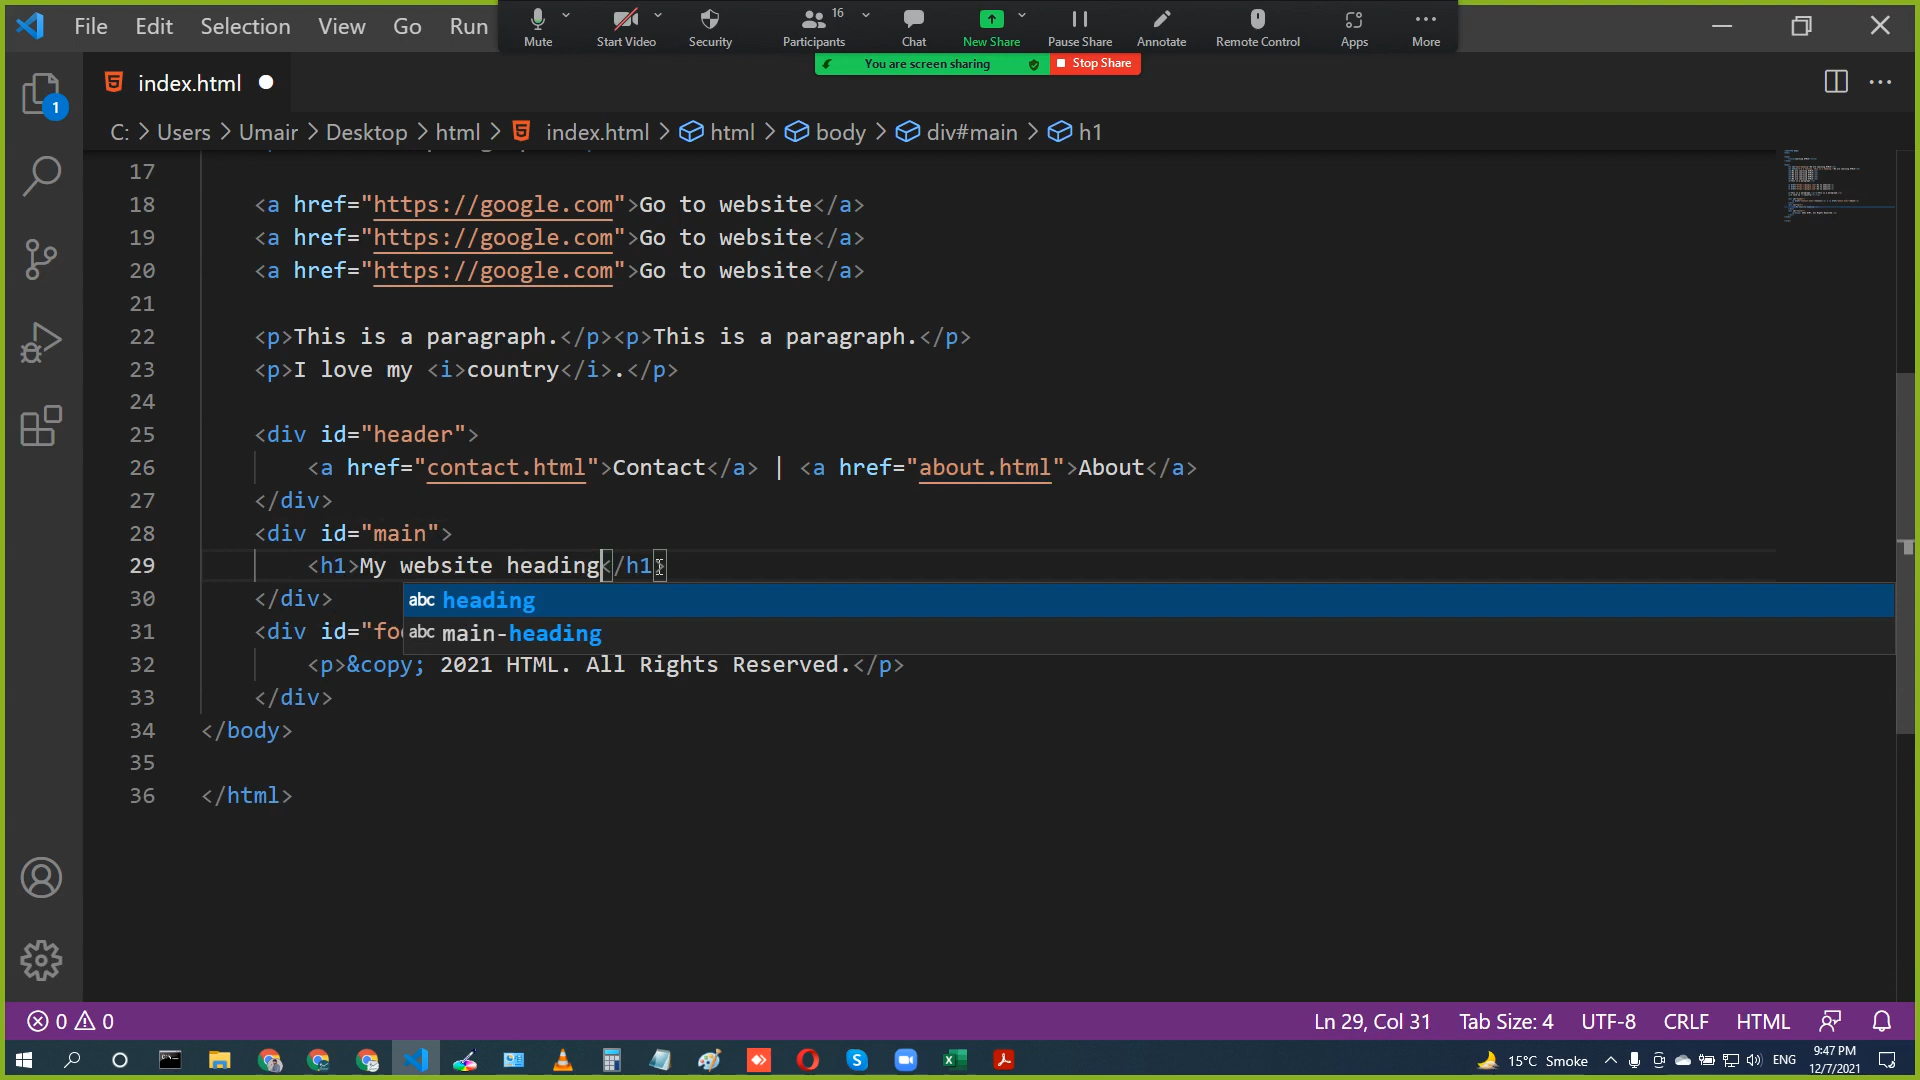 File Edit Selection View Go Run
16
Mute Start Video Security Participants Chat New Share Pause Share Annotate Remote Control Apps More
You are screen sharing Stop Share
index.html
1
C: > Users > Umair > Desktop > html > index.html > html > body > div#main > h1
17
18 <a href="https://google.com">Go to website</a>
19 <a href="https://google.com">Go to website</a>
20 <a href="https://google.com">Go to website</a>
21
22 <p>This is a paragraph.</p><p>This is a paragraph.</p>
23 <p>I love my <i>country</i>.</p>
24
25 <div id="header">
26 <a href="contact.html">Contact</a> | <a href="about.html">About</a>
27 </div>
28 <div id="main">
29 <h1>My website heading</h1>
abc heading
30 </div>
31 <div id="foo
abc main-heading
32 <p>&copy; 2021 HTML. All Rights Reserved.</p>
33 </div>
34 </body>
35
36 </html>
0 0 Ln 29, Col 31 Tab Size: 4 UTF-8 CRLF HTML
15°C Smoke ENG 9:47 PM
12/7/2021